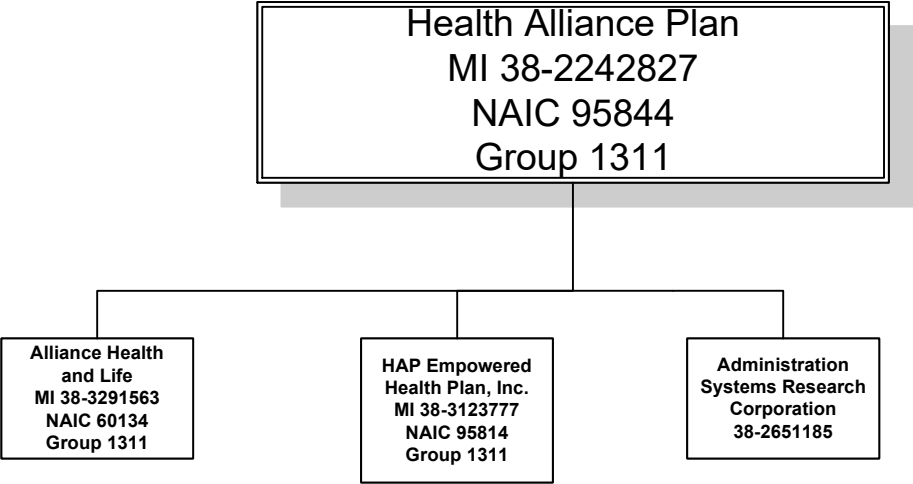 Health Alliance Plan
MI 38-2242827
NAIC 95844
Group 1311
Alliance Health
and Life
MI 38-3291563
NAIC 60134
Group 1311
HAP Empowered
Health Plan, Inc.
MI 38-3123777
NAIC 95814
Group 1311
Administration
Systems Research
Corporation
38-2651185